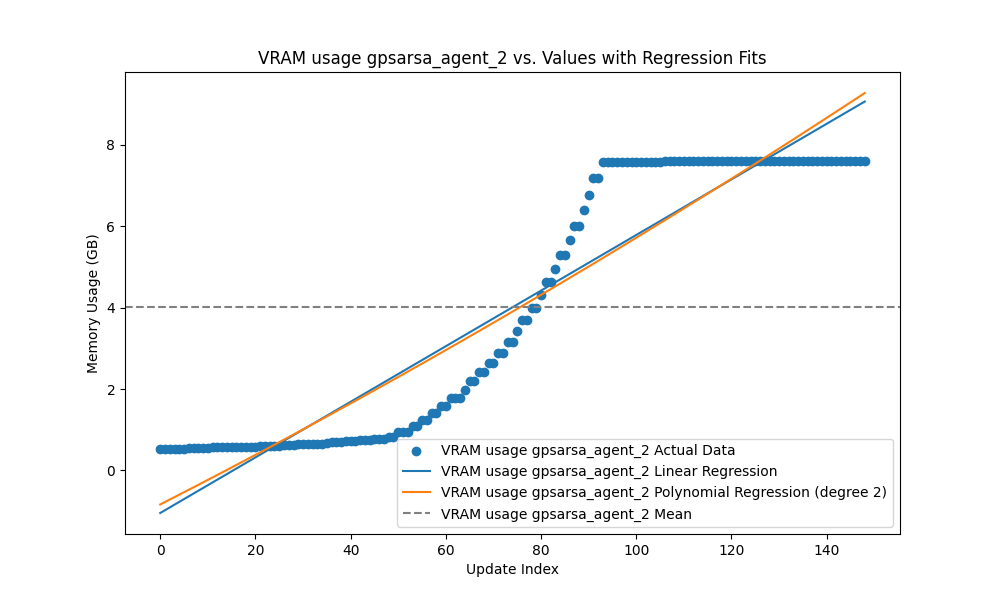 VRAM usage gpsarsa_agent_2 vs. Values with Regression Fits
Memory Usage (GB)
8
6
4
2
0
VRAM usage gpsarsa_agent_2 Actual Data
VRAM usage gpsarsa_agent_2 Linear Regression
VRAM usage gpsarsa_agent_2 Polynomial Regression (degree 2)
VRAM usage gpsarsa_agent_2 Mean
0 20 40 60 80 100 120 140
Update Index